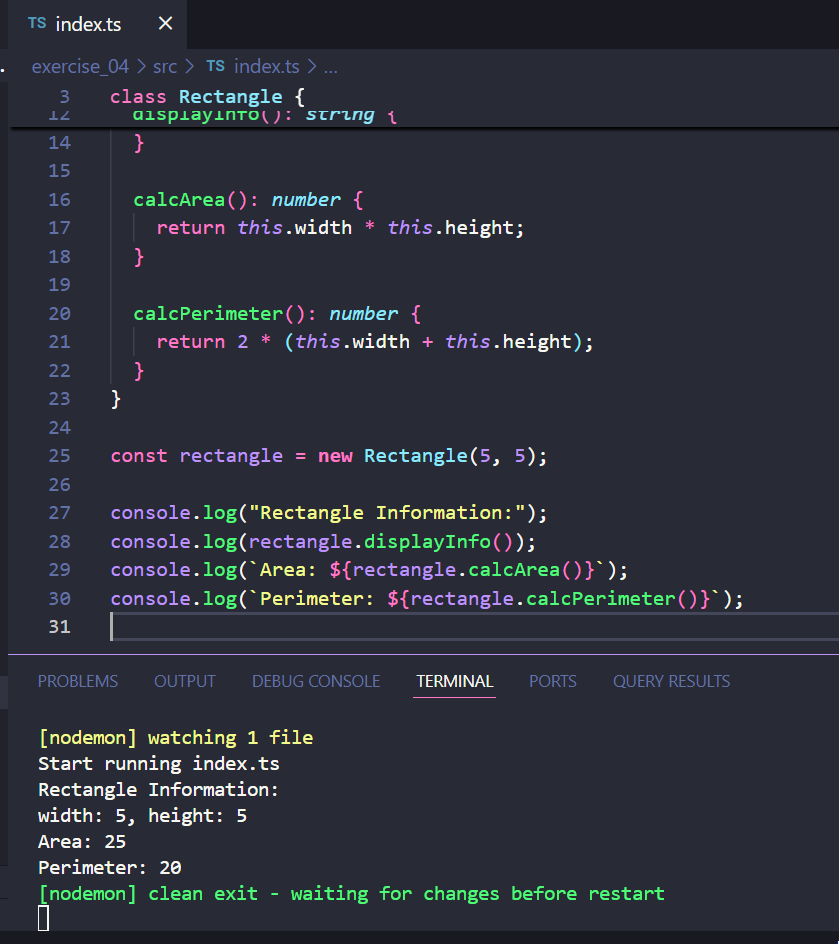 TS index.ts ×
exercise_04 > src > TS index.ts > ...
3 class Rectangle {
12 displayInfo(): string {
14 }
15
16 calcArea(): number {
17 return this.width * this.height;
18 }
19
20 calcPerimeter(): number {
21 return 2 * (this.width + this.height);
22 }
23 }
24
25 const rectangle = new Rectangle(5, 5);
26
27 console.log("Rectangle Information:");
28 console.log(rectangle.displayInfo());
29 console.log(`Area: ${rectangle.calcArea()}`);
30 console.log(`Perimeter: ${rectangle.calcPerimeter()}`);
31
PROBLEMS OUTPUT DEBUG CONSOLE TERMINAL PORTS QUERY RESULTS
[nodemon] watching 1 file
Start running index.ts
Rectangle Information:
width: 5, height: 5
Area: 25
Perimeter: 20
[nodemon] clean exit - waiting for changes before restart